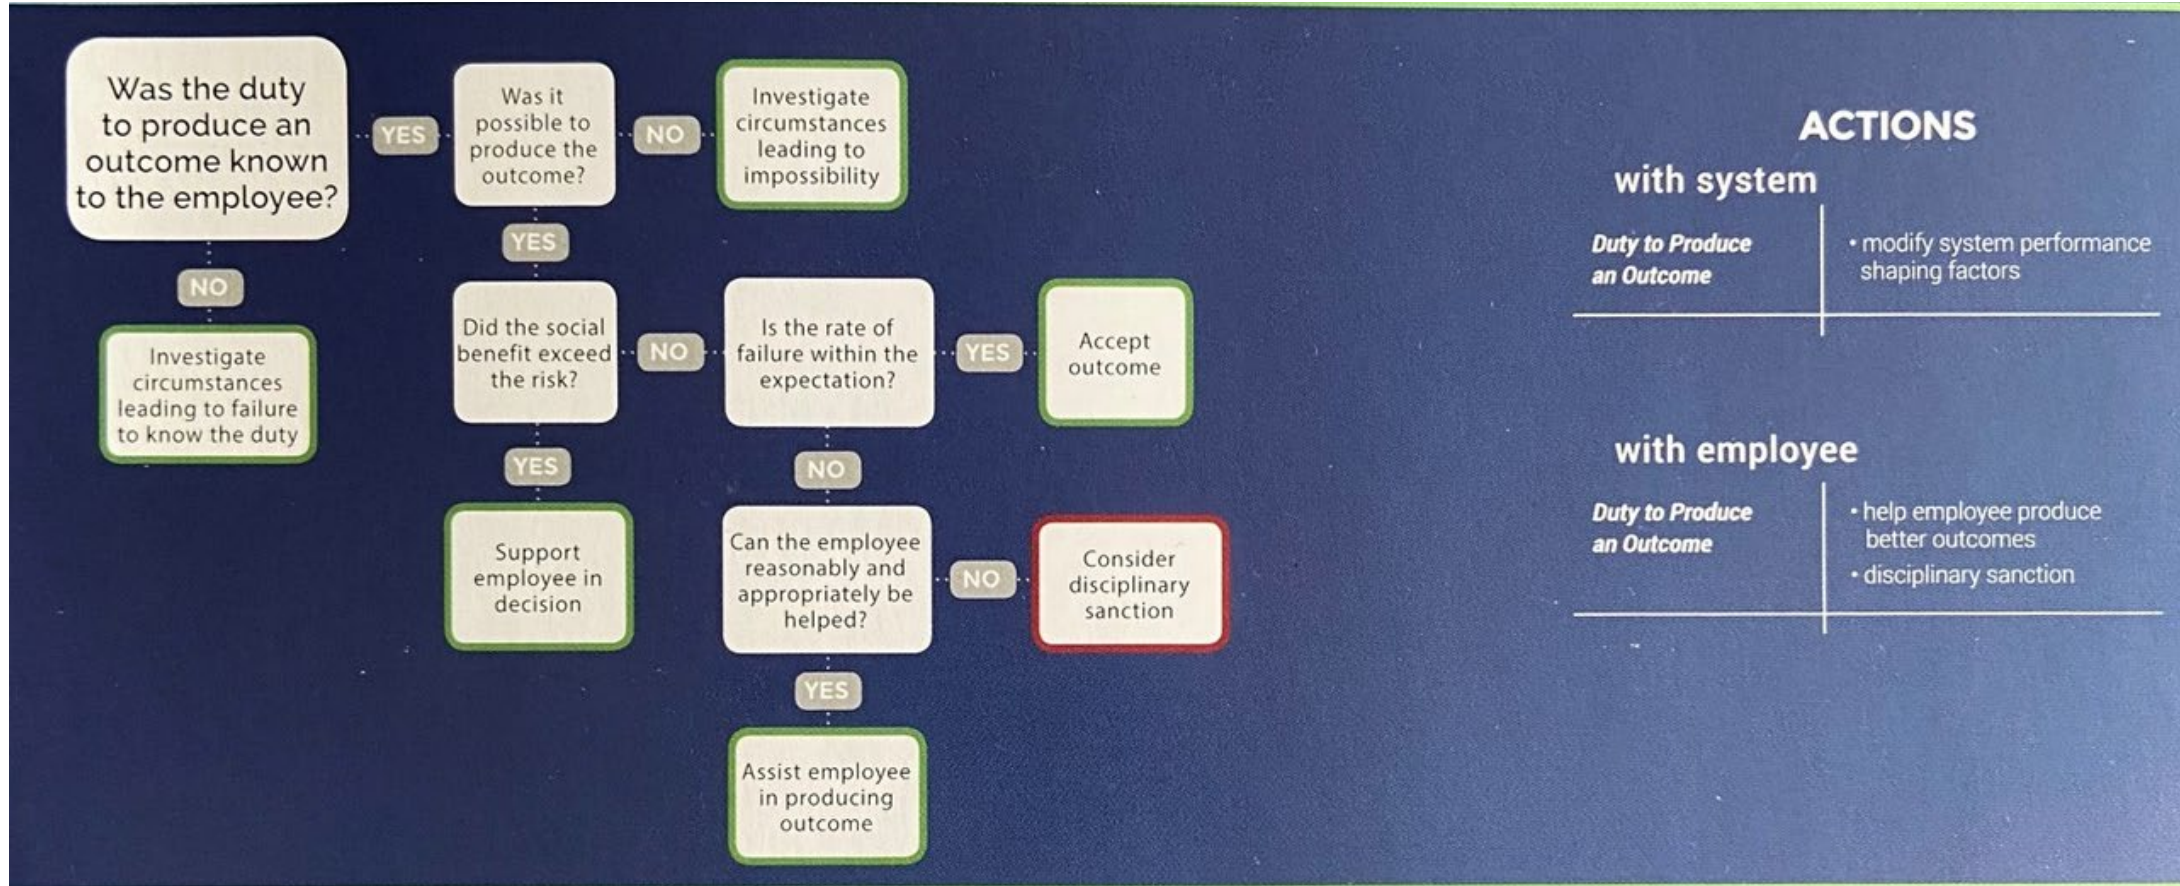 Was the duty
to produce an
outcome known
to the employee?
YES
Was it
possible to
produce the
outcome?
NO
Investigate
circumstances
leading to
impossibility
NO
YES
Investigate
circumstances
leading to failure
to know the duty
Did the social
benefit exceed
the risk?
NO
Is the rate of
failure within the
expectation?
YES
Accept
outcome
YES
NO
Support
employee in
decision
Can the employee
reasonably and
appropriately be
helped?
NO
Consider
disciplinary
sanction
YES
Assist employee
in producing
outcome
ACTIONS
with system
Duty to Produce
an Outcome
• modify system performance
shaping factors
with employee
Duty to Produce
an Outcome
• help employee produce
better outcomes
• disciplinary sanction